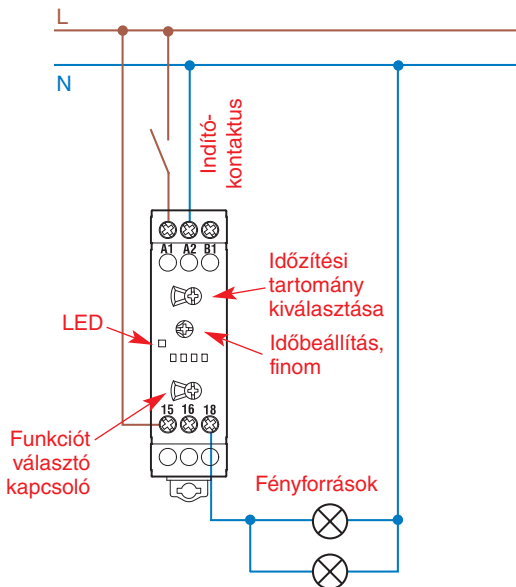 L
N
Indító-
kontaktus
A1 A2 B1
Időzítési
tartomány
kiválasztása
LED
Időbeállítás,
finom
15 16 18
Funkciót
választó
kapcsoló
Fényforrások